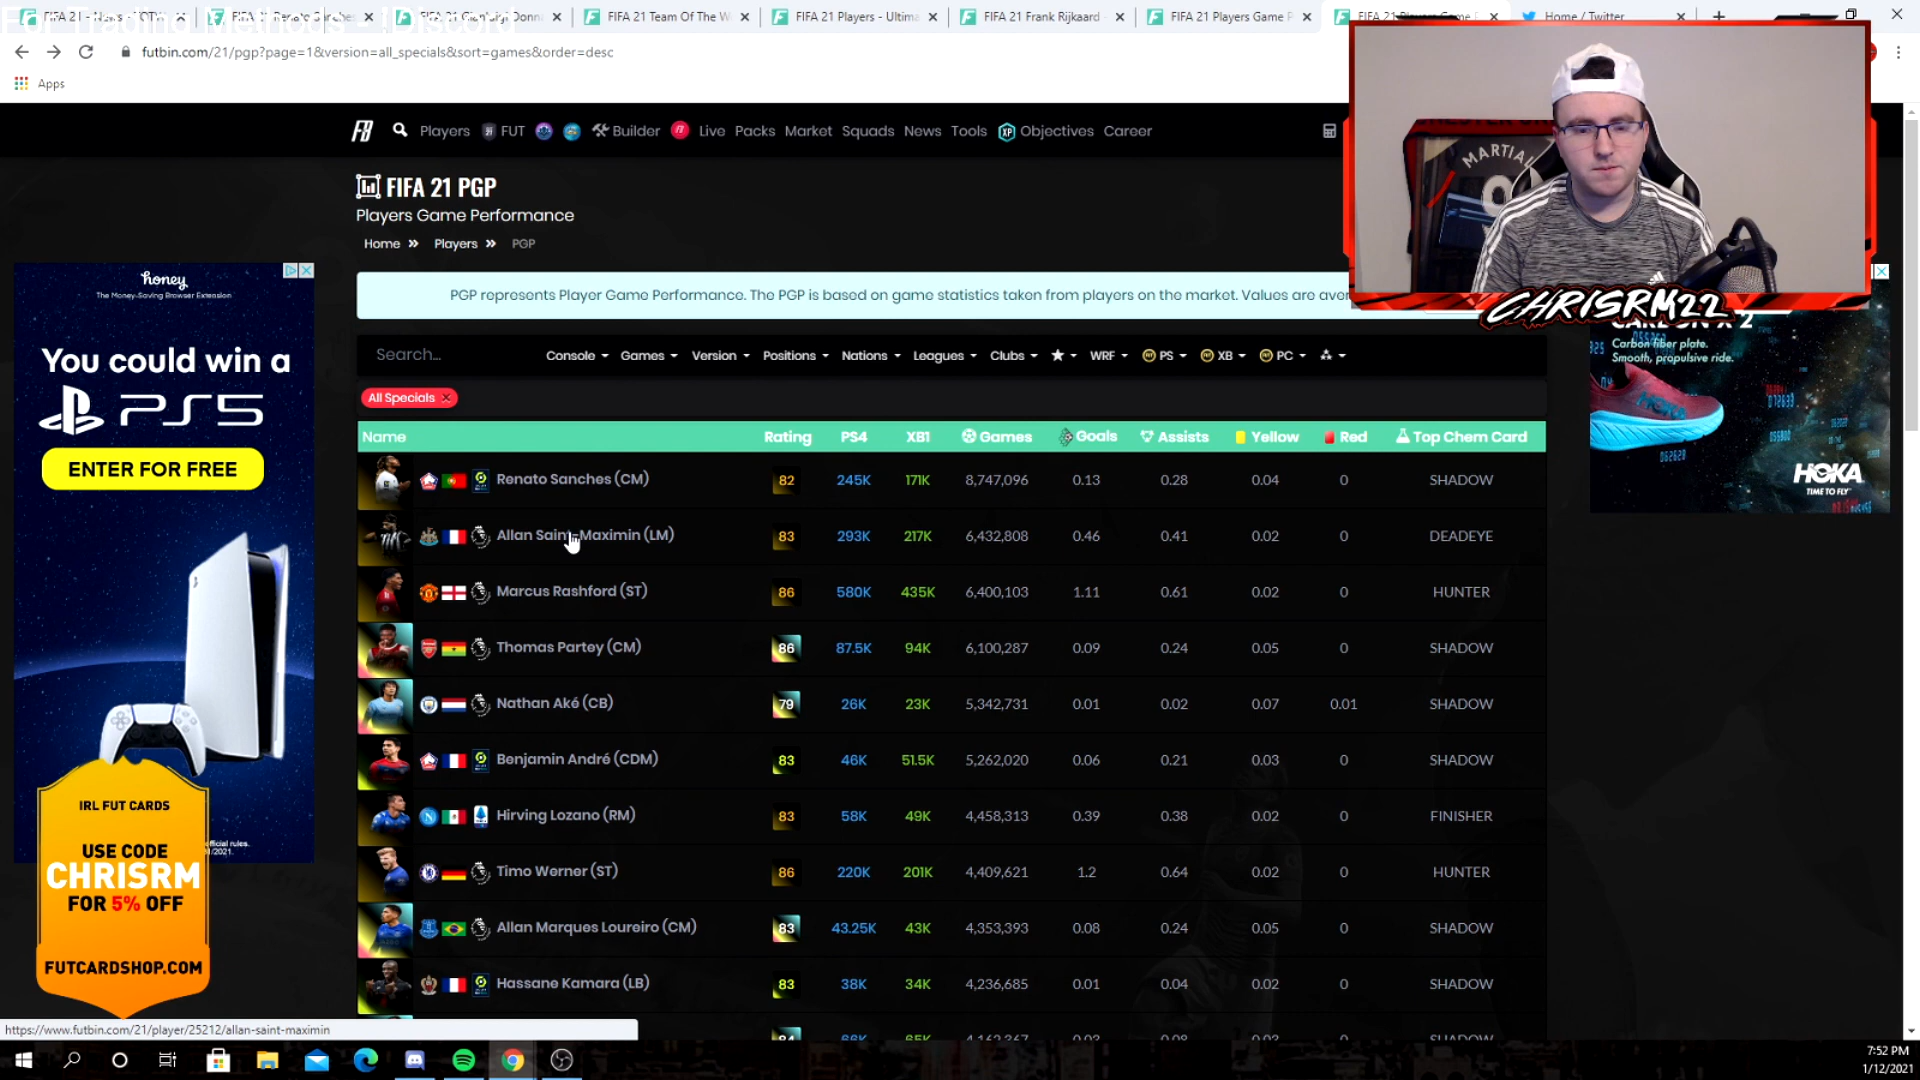 For Trading Methods - !Discord
FIFA 21 Team Of The W
FIFA 21 Players - Ultima
FIFA 21 Frank Rijkaard -
FIFA 21 Players Game P
Home / Twitter
futbin.com/21/pgp?page=1&version=all_specials&sort=games&order=desc
Apps
Players FUT Builder Live Packs Market Squads News Tools XP Objectives Career
FIFA 21 PGP
Players Game Performance
Home » Players » PGP
PGP represents Player Game Performance. The PGP is based on game statistics taken from players on the market. Values are aver
Search... Console Games Version Positions Nations Leagues Clubs WRF PS XB PC
All Specials ×
Name Rating PS4 XB1 Games Goals Assists Yellow Red Top Chem Card
Renato Sanches (CM) 82 245K 171K 8,747,096 0.13 0.28 0.04 0 SHADOW
Allan Saint-Maximin (LM) 83 293K 217K 6,432,808 0.46 0.41 0.02 0 DEADEYE
Marcus Rashford (ST) 86 580K 435K 6,400,103 1.11 0.61 0.02 0 HUNTER
Thomas Partey (CM) 86 87.5K 94K 6,100,287 0.09 0.24 0.05 0 SHADOW
Nathan Aké (CB) 79 26K 23K 5,342,731 0.01 0.02 0.07 0.01 SHADOW
Benjamin André (CDM) 83 46K 51.5K 5,262,020 0.06 0.21 0.03 0 SHADOW
Hirving Lozano (RM) 83 58K 49K 4,458,313 0.39 0.38 0.02 0 FINISHER
Timo Werner (ST) 86 220K 201K 4,409,621 1.2 0.64 0.02 0 HUNTER
Allan Marques Loureiro (CM) 83 43.25K 43K 4,353,393 0.08 0.24 0.05 0 SHADOW
Hassane Kamara (LB) 83 38K 34K 4,236,685 0.01 0.04 0.02 0 SHADOW
honey
The Money-Saving Browser Extension
You could win a
PS5
ENTER FOR FREE
IRL FUT CARDS
USE CODE
CHRISRM
FOR 5% OFF
FUTCARDSHOP.COM
MARTIAL
CHRISRM22
Carbon fiber plate.
Smooth, propulsive ride.
HOKA
TIME TO FLY
https://www.futbin.com/21/player/25212/allan-saint-maximin
7:52 PM
1/12/2021